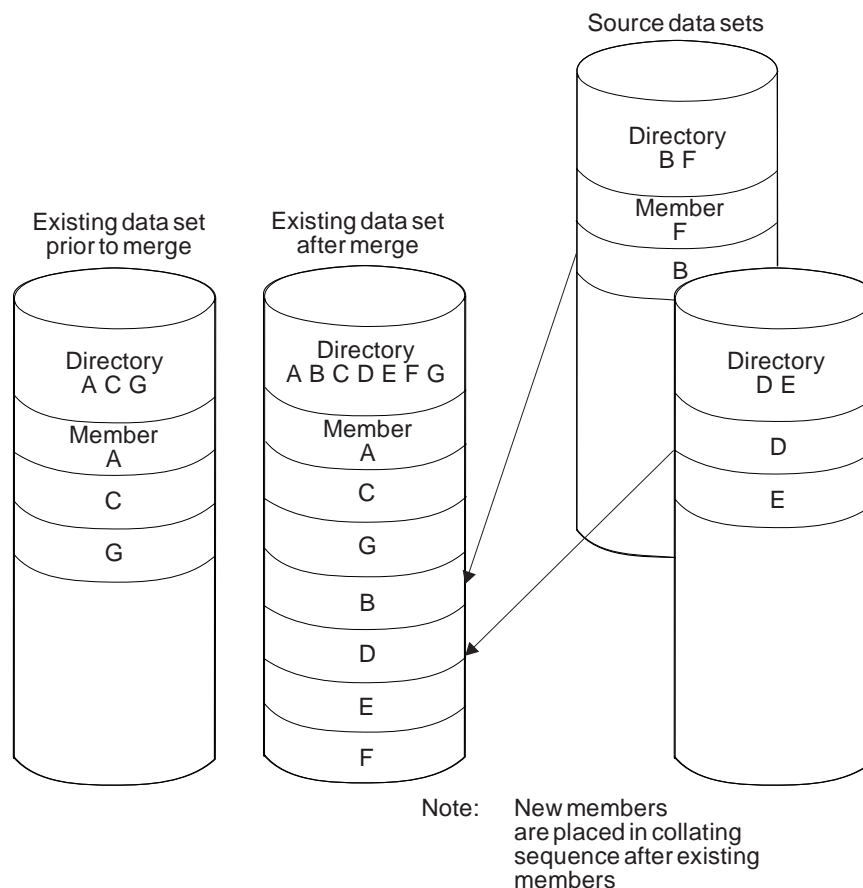 Source data sets
Directory
B F
Member
F
B
Existing data set
prior to merge
Directory
A C G
Member
A
C
G
Existing data set
after merge
Directory
A B C D E F G
Member
A
C
G
B
D
E
F
Directory
D E
D
E
Note: New members
are placed in collating
sequence after existing
members